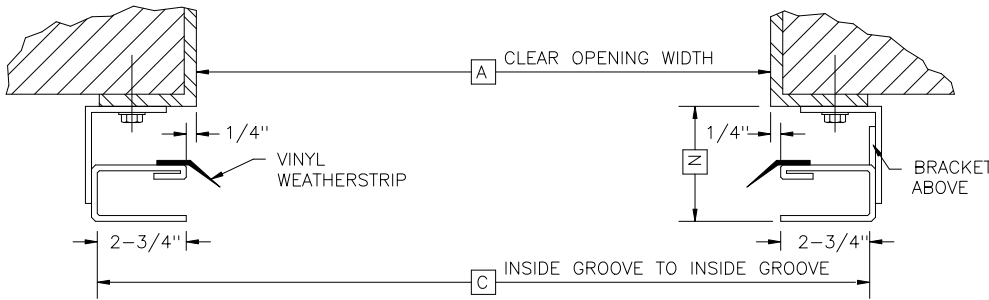 A CLEAR OPENING WIDTH
1/4"
1/4"
N
VINYL
WEATHERSTRIP
BRACKET
ABOVE
2-3/4"
2-3/4"
C INSIDE GROOVE TO INSIDE GROOVE